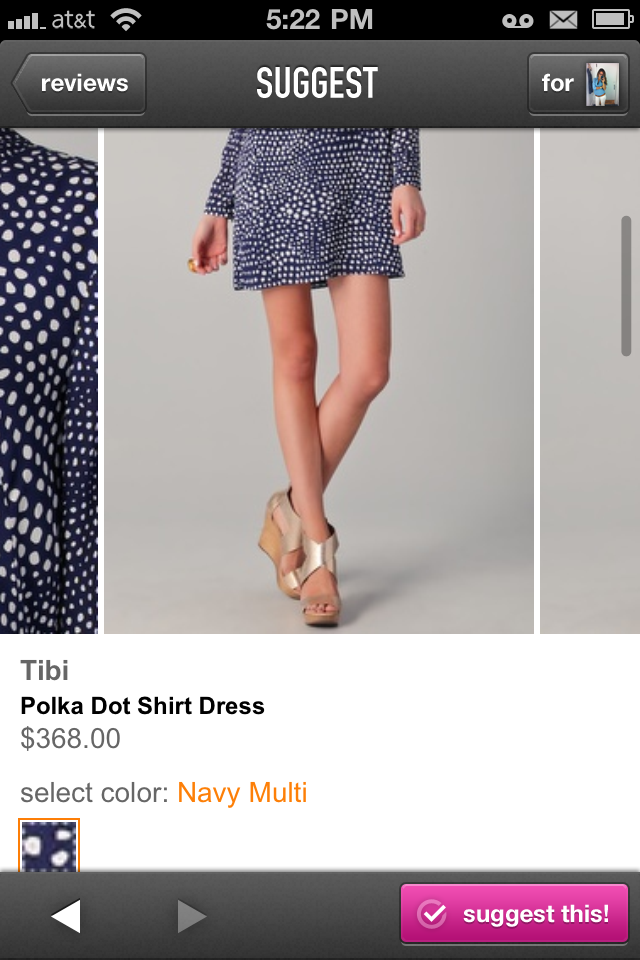 at&t 5:22 PM
reviews SUGGEST for
Tibi
Polka Dot Shirt Dress
$368.00
select color: Navy Multi
suggest this!